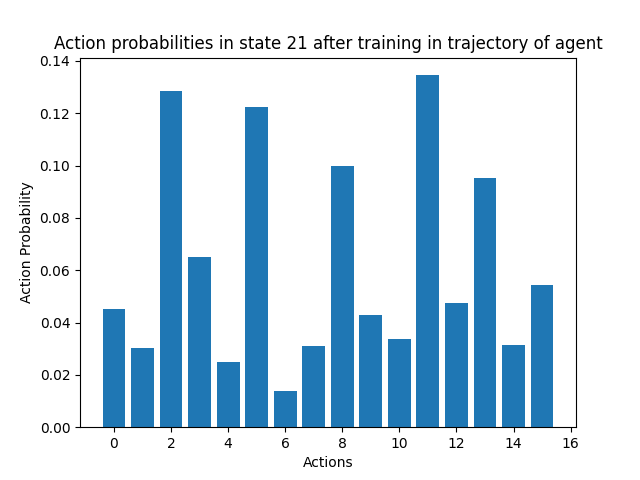 Action probabilities in state 21 after training in trajectory of agent
0.14
0.12
0.10
0.08
0.06
0.04
0.02
0.00
Action Probability
0 2 4 6 8 10 12 14 16
Actions